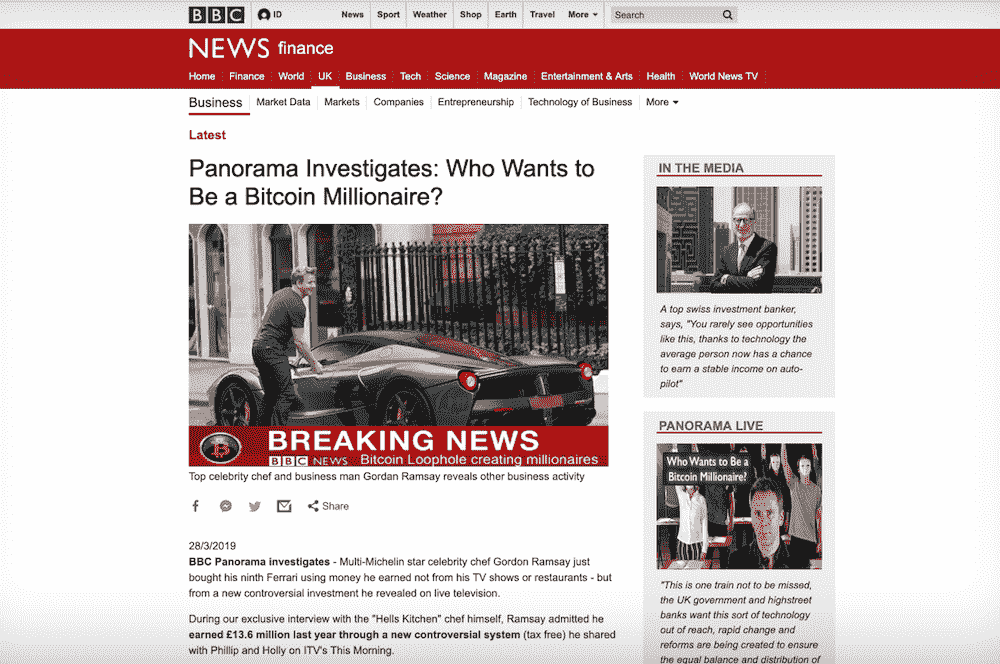 BBC ID News Sport Weather Shop Earth Travel More Search
NEWS finance
Home Finance World UK Business Tech Science Magazine Entertainment & Arts Health World News TV
Business Market Data Markets Companies Entrepreneurship Technology of Business More
Latest
Panorama Investigates: Who Wants to
Be a Bitcoin Millionaire?
BREAKING NEWS
BBC NEWS Bitcoin Loophole creating millionaires
Top celebrity chef and business man Gordan Ramsay reveals other business activity
Share
28/3/2019
BBC Panorama investigates - Multi-Michelin star celebrity chef Gordon Ramsay just
bought his ninth Ferrari using money he earned not from his TV shows or restaurants - but
from a new controversial investment he revealed on live television.
During our exclusive interview with the "Hells Kitchen" chef himself, Ramsay admitted he
earned £13.6 million last year through a new controversial system (tax free) he shared
with Phillip and Holly on ITV's This Morning.
IN THE MEDIA
A top swiss investment banker,
says, "You rarely see opportunities
like this, thanks to technology the
average person now has a chance
to earn a stable income on auto-
pilot"
PANORAMA LIVE
Who Wants to Be a
Bitcoin Millionaire?
"This is one train not to be missed,
the UK government and highstreet
banks want this sort of technology
out of reach, rapid change and
reforms are being created to ensure
the equal balance and distribution of